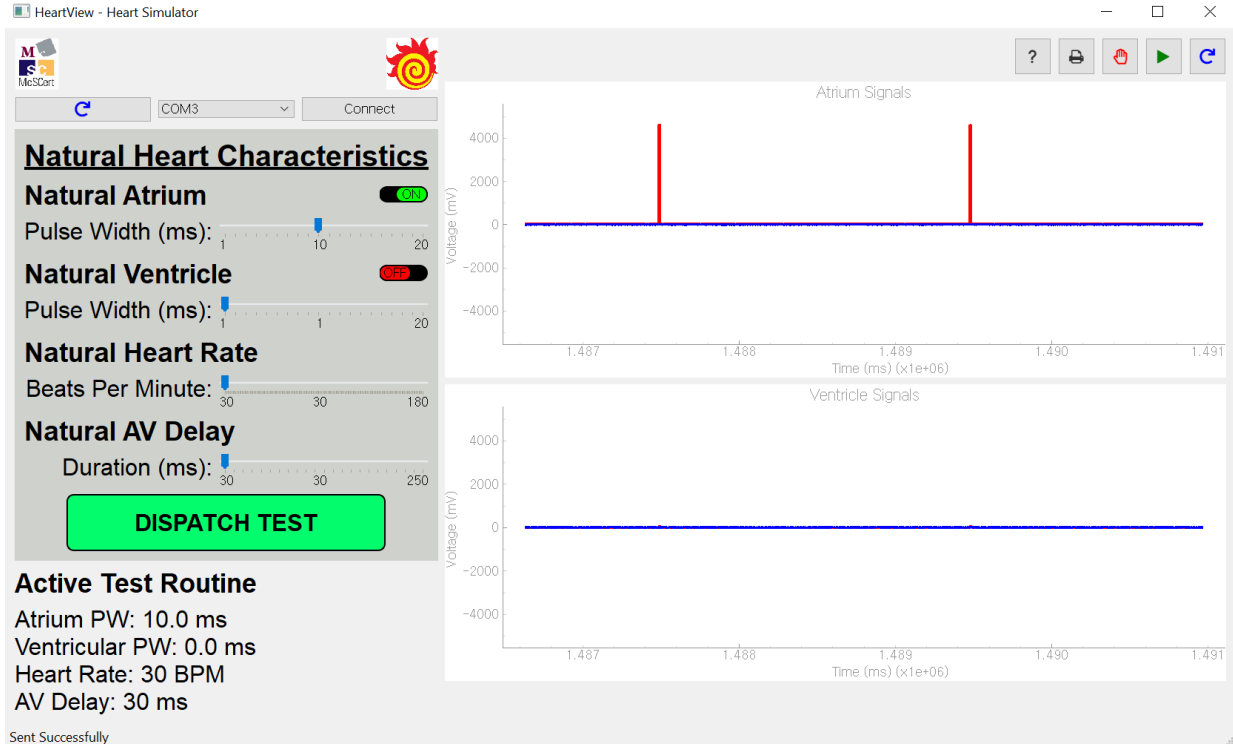 HeartView - Heart Simulator
M
SC
McSCert
COM3
Connect
?
Natural Heart Characteristics
Natural Atrium
ON
Pulse Width (ms):
1 10 20
Natural Ventricle
OFF
Pulse Width (ms):
1 1 20
Natural Heart Rate
Beats Per Minute:
30 30 180
Natural AV Delay
Duration (ms):
30 30 250
DISPATCH TEST
Active Test Routine
Atrium PW: 10.0 ms
Ventricular PW: 0.0 ms
Heart Rate: 30 BPM
AV Delay: 30 ms
Sent Successfully
Atrium Signals
Voltage (mV)
4000
2000
0
−2000
−4000
1.487 1.488 1.489 1.490 1.491
Time (ms) (x1e+06)
Ventricle Signals
Voltage (mV)
4000
2000
0
−2000
−4000
1.487 1.488 1.489 1.490 1.491
Time (ms) (x1e+06)